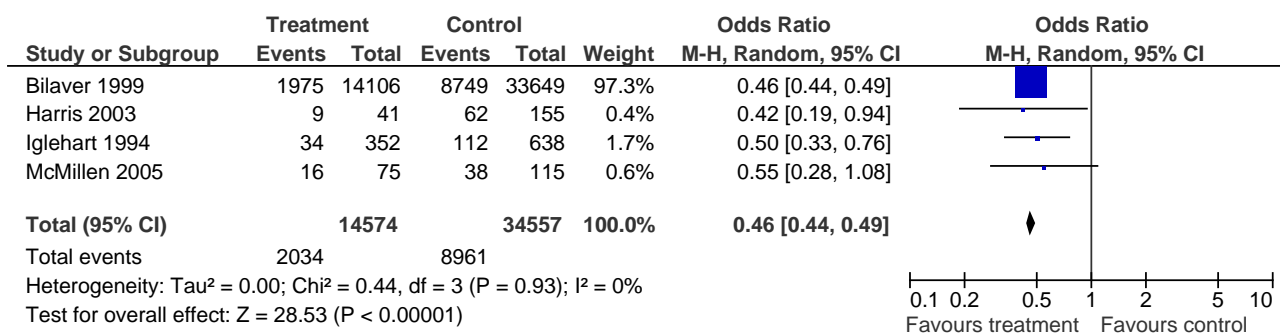 Treatment Control Odds Ratio Odds Ratio
Study or Subgroup Events Total Events Total Weight M-H, Random, 95% CI M-H, Random, 95% CI
Bilaver 1999 1975 14106 8749 33649 97.3% 0.46 [0.44, 0.49]
Harris 2003 9 41 62 155 0.4% 0.42 [0.19, 0.94]
Iglehart 1994 34 352 112 638 1.7% 0.50 [0.33, 0.76]
McMillen 2005 16 75 38 115 0.6% 0.55 [0.28, 1.08]
Total (95% CI) 14574 34557 100.0% 0.46 [0.44, 0.49]
Total events 2034 8961
Heterogeneity: Tau² = 0.00; Chi² = 0.44, df = 3 (P = 0.93); I² = 0%
Test for overall effect: Z = 28.53 (P < 0.00001)
0.1 0.2 0.5 1 2 5 10
Favours treatment Favours control